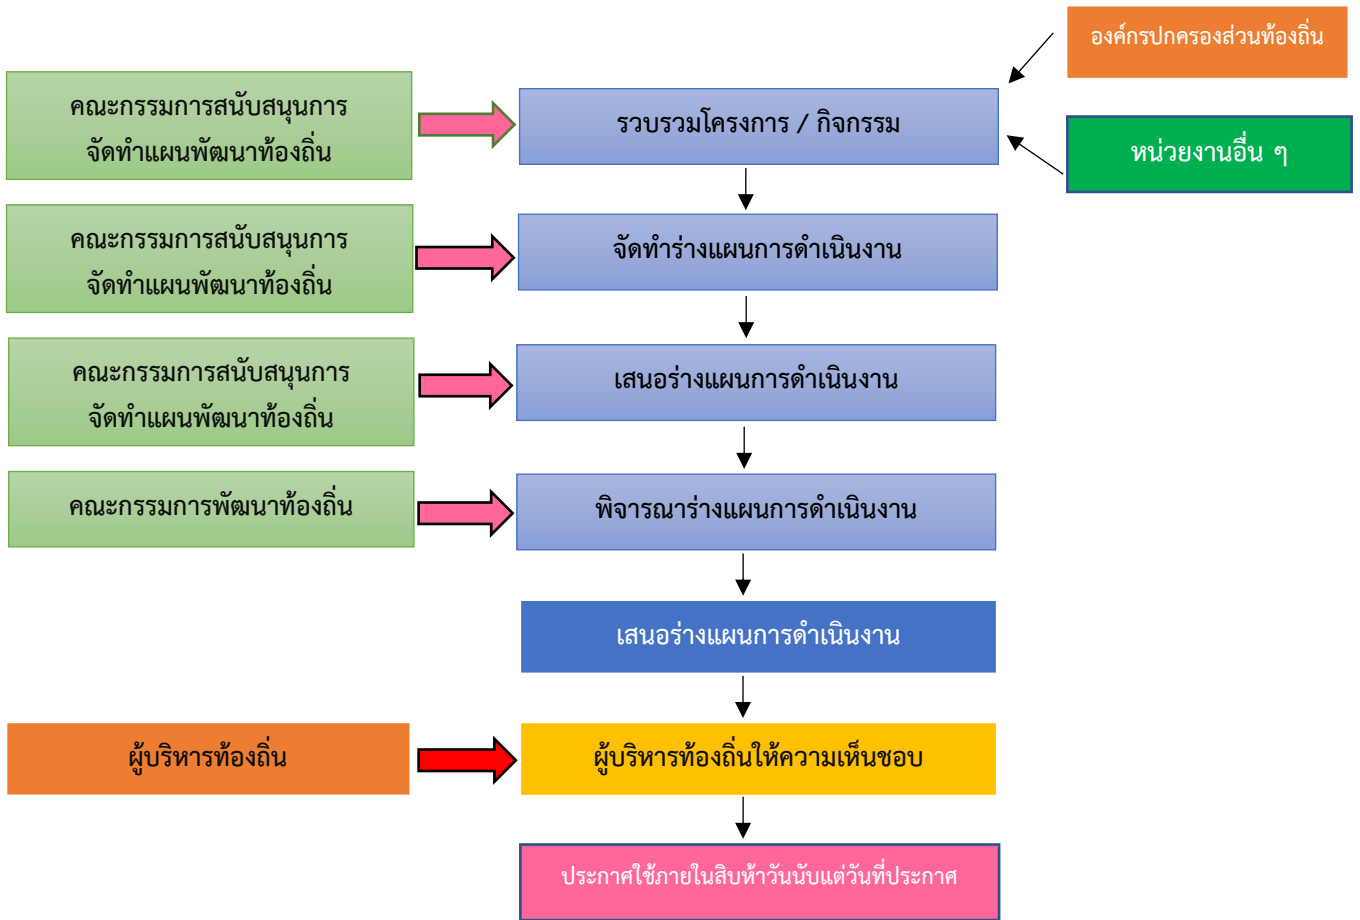 องค์กรปกครองส่วนท้องถิ่น
คณะกรรมการสนับสนุนการ
จัดทำแผนพัฒนาท้องถิ่น
รวบรวมโครงการ / กิจกรรม
หน่วยงานอื่น ๆ
คณะกรรมการสนับสนุนการ
จัดทำแผนพัฒนาท้องถิ่น
จัดทำร่างแผนการดำเนินงาน
คณะกรรมการสนับสนุนการ
จัดทำแผนพัฒนาท้องถิ่น
เสนอร่างแผนการดำเนินงาน
คณะกรรมการพัฒนาท้องถิ่น
พิจารณาร่างแผนการดำเนินงาน
เสนอร่างแผนการดำเนินงาน
ผู้บริหารท้องถิ่น
ผู้บริหารท้องถิ่นให้ความเห็นชอบ
ประกาศใช้ภายในสิบห้าวันนับแต่วันที่ประกาศ